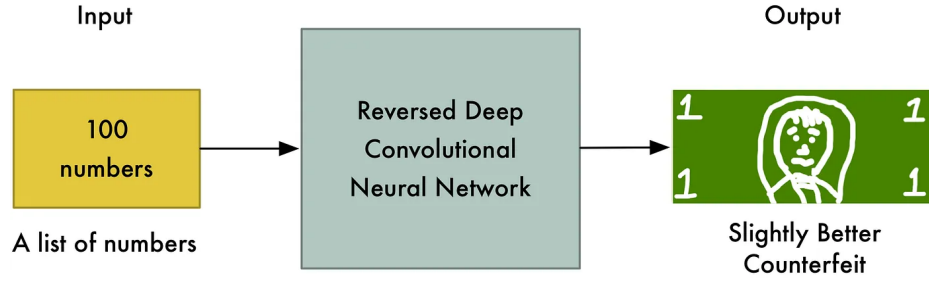 Input
Output
100
numbers
A list of numbers
Reversed Deep
Convolutional
Neural Network
1 1
1 1
Slightly Better
Counterfeit